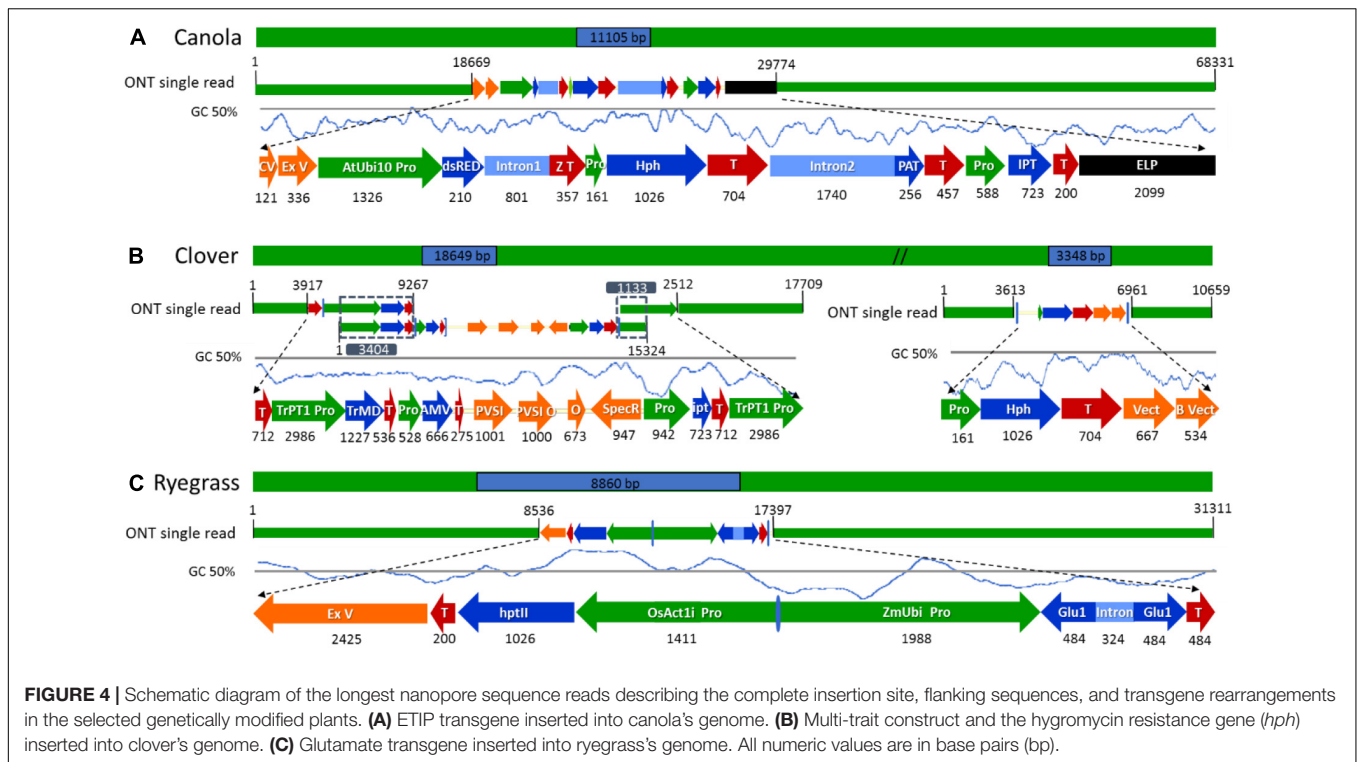 A Canola
11105 bp
1 18669 29774 68331
ONT single read
GC 50%
CV Ex V AtUbi10 Pro dsRED Intron1 Z T Pro Hph T Intron2 PAT T Pro IPT T ELP
121 336 1326 210 801 357 161 1026 704 1740 256 457 588 723 200 2099
B Clover
18649 bp // 3348 bp
1 3917 9267 1133 2512 17709 1 3613 6961 10659
ONT single read ONT single read
1 3404 15324
GC 50% GC 50%
T TrPT1 Pro TrMD T Pro AMV T PVSI PVSI O O SpecR Pro ipt T TrPT1 Pro Pro Hph T Vect B Vect
712 2986 1227 536 528 666 275 1001 1000 673 947 942 723 712 2986 161 1026 704 667 534
C Ryegrass
8860 bp
1 8536 17397 31311
ONT single read
GC 50%
Ex V T hptII OsAct1i Pro ZmUbi Pro Glu1 Intron Glu1 T
2425 200 1026 1411 1988 484 324 484 484
FIGURE 4 | Schematic diagram of the longest nanopore sequence reads describing the complete insertion site, flanking sequences, and transgene rearrangements
in the selected genetically modified plants. (A) ETIP transgene inserted into canola's genome. (B) Multi-trait construct and the hygromycin resistance gene (hph)
inserted into clover's genome. (C) Glutamate transgene inserted into ryegrass's genome. All numeric values are in base pairs (bp).